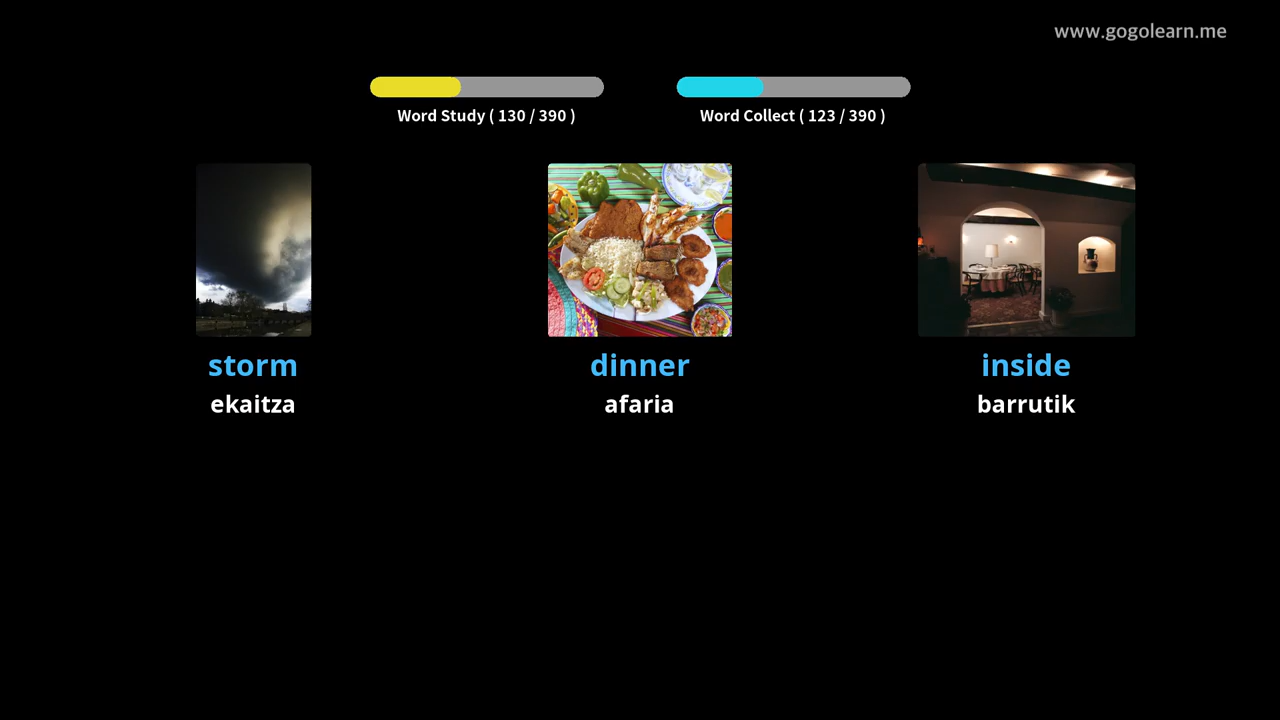 www.gogolearn.me
Word Study ( 130 / 390 )
Word Collect ( 123 / 390 )
storm
ekaitza
dinner
afaria
inside
barrutik